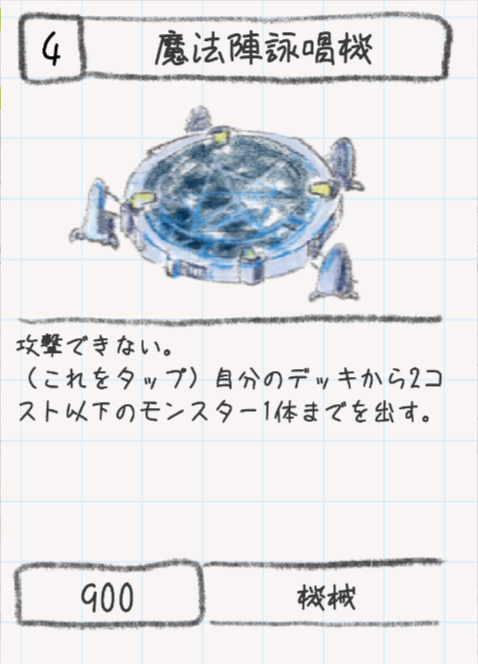 4
魔法陣詠唱機
攻撃できない。
（これをタップ）自分のデッキから2コ
スト以下のモンスター1体までを出す。
900
機械